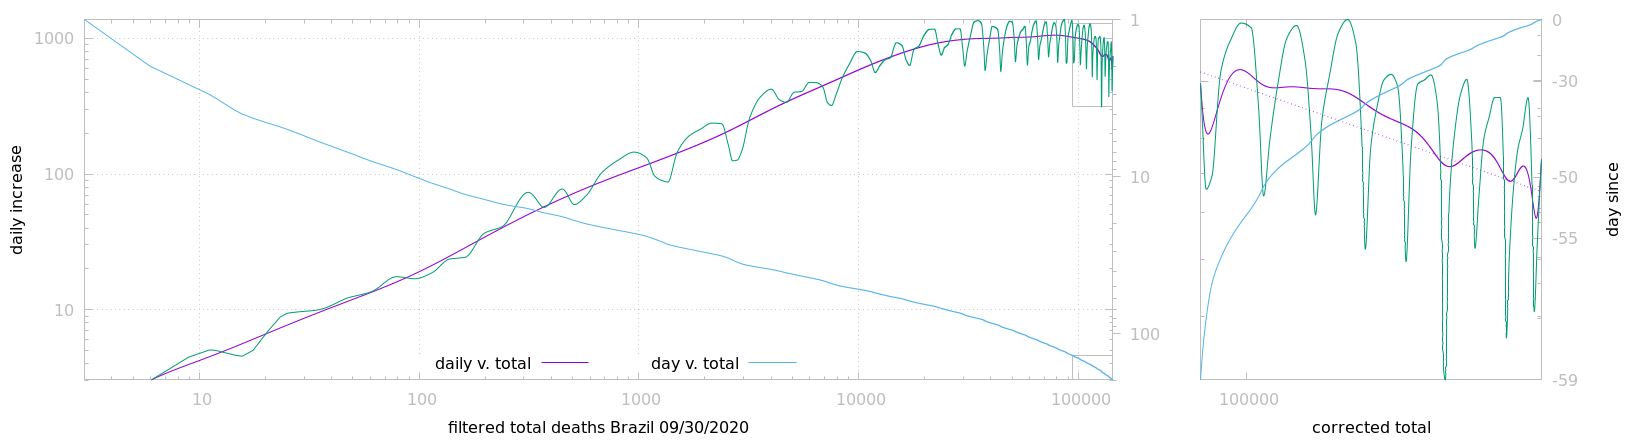 1000
100
10
daily increase
daily v. total
day v. total
10
100
1000
10000
100000
filtered total deaths Brazil 09/30/2020
1
10
100
0
-30
-50
-55
-59
day since
100000
corrected total